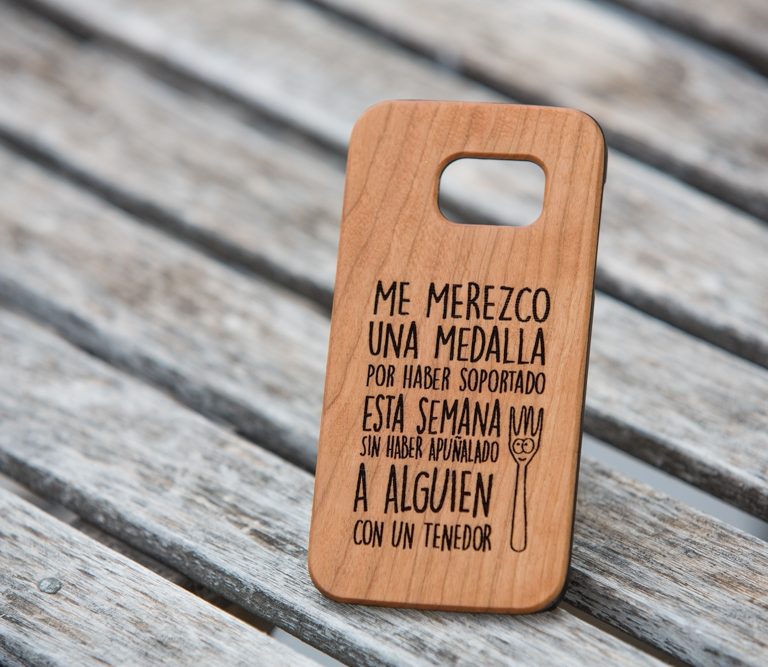 ME MEREZCO
UNA MEDALLA
POR HABER SOPORTADO
ESTA SEMANA
SIN HABER APUÑALADO
A ALGUIEN
CON UN TENEDOR